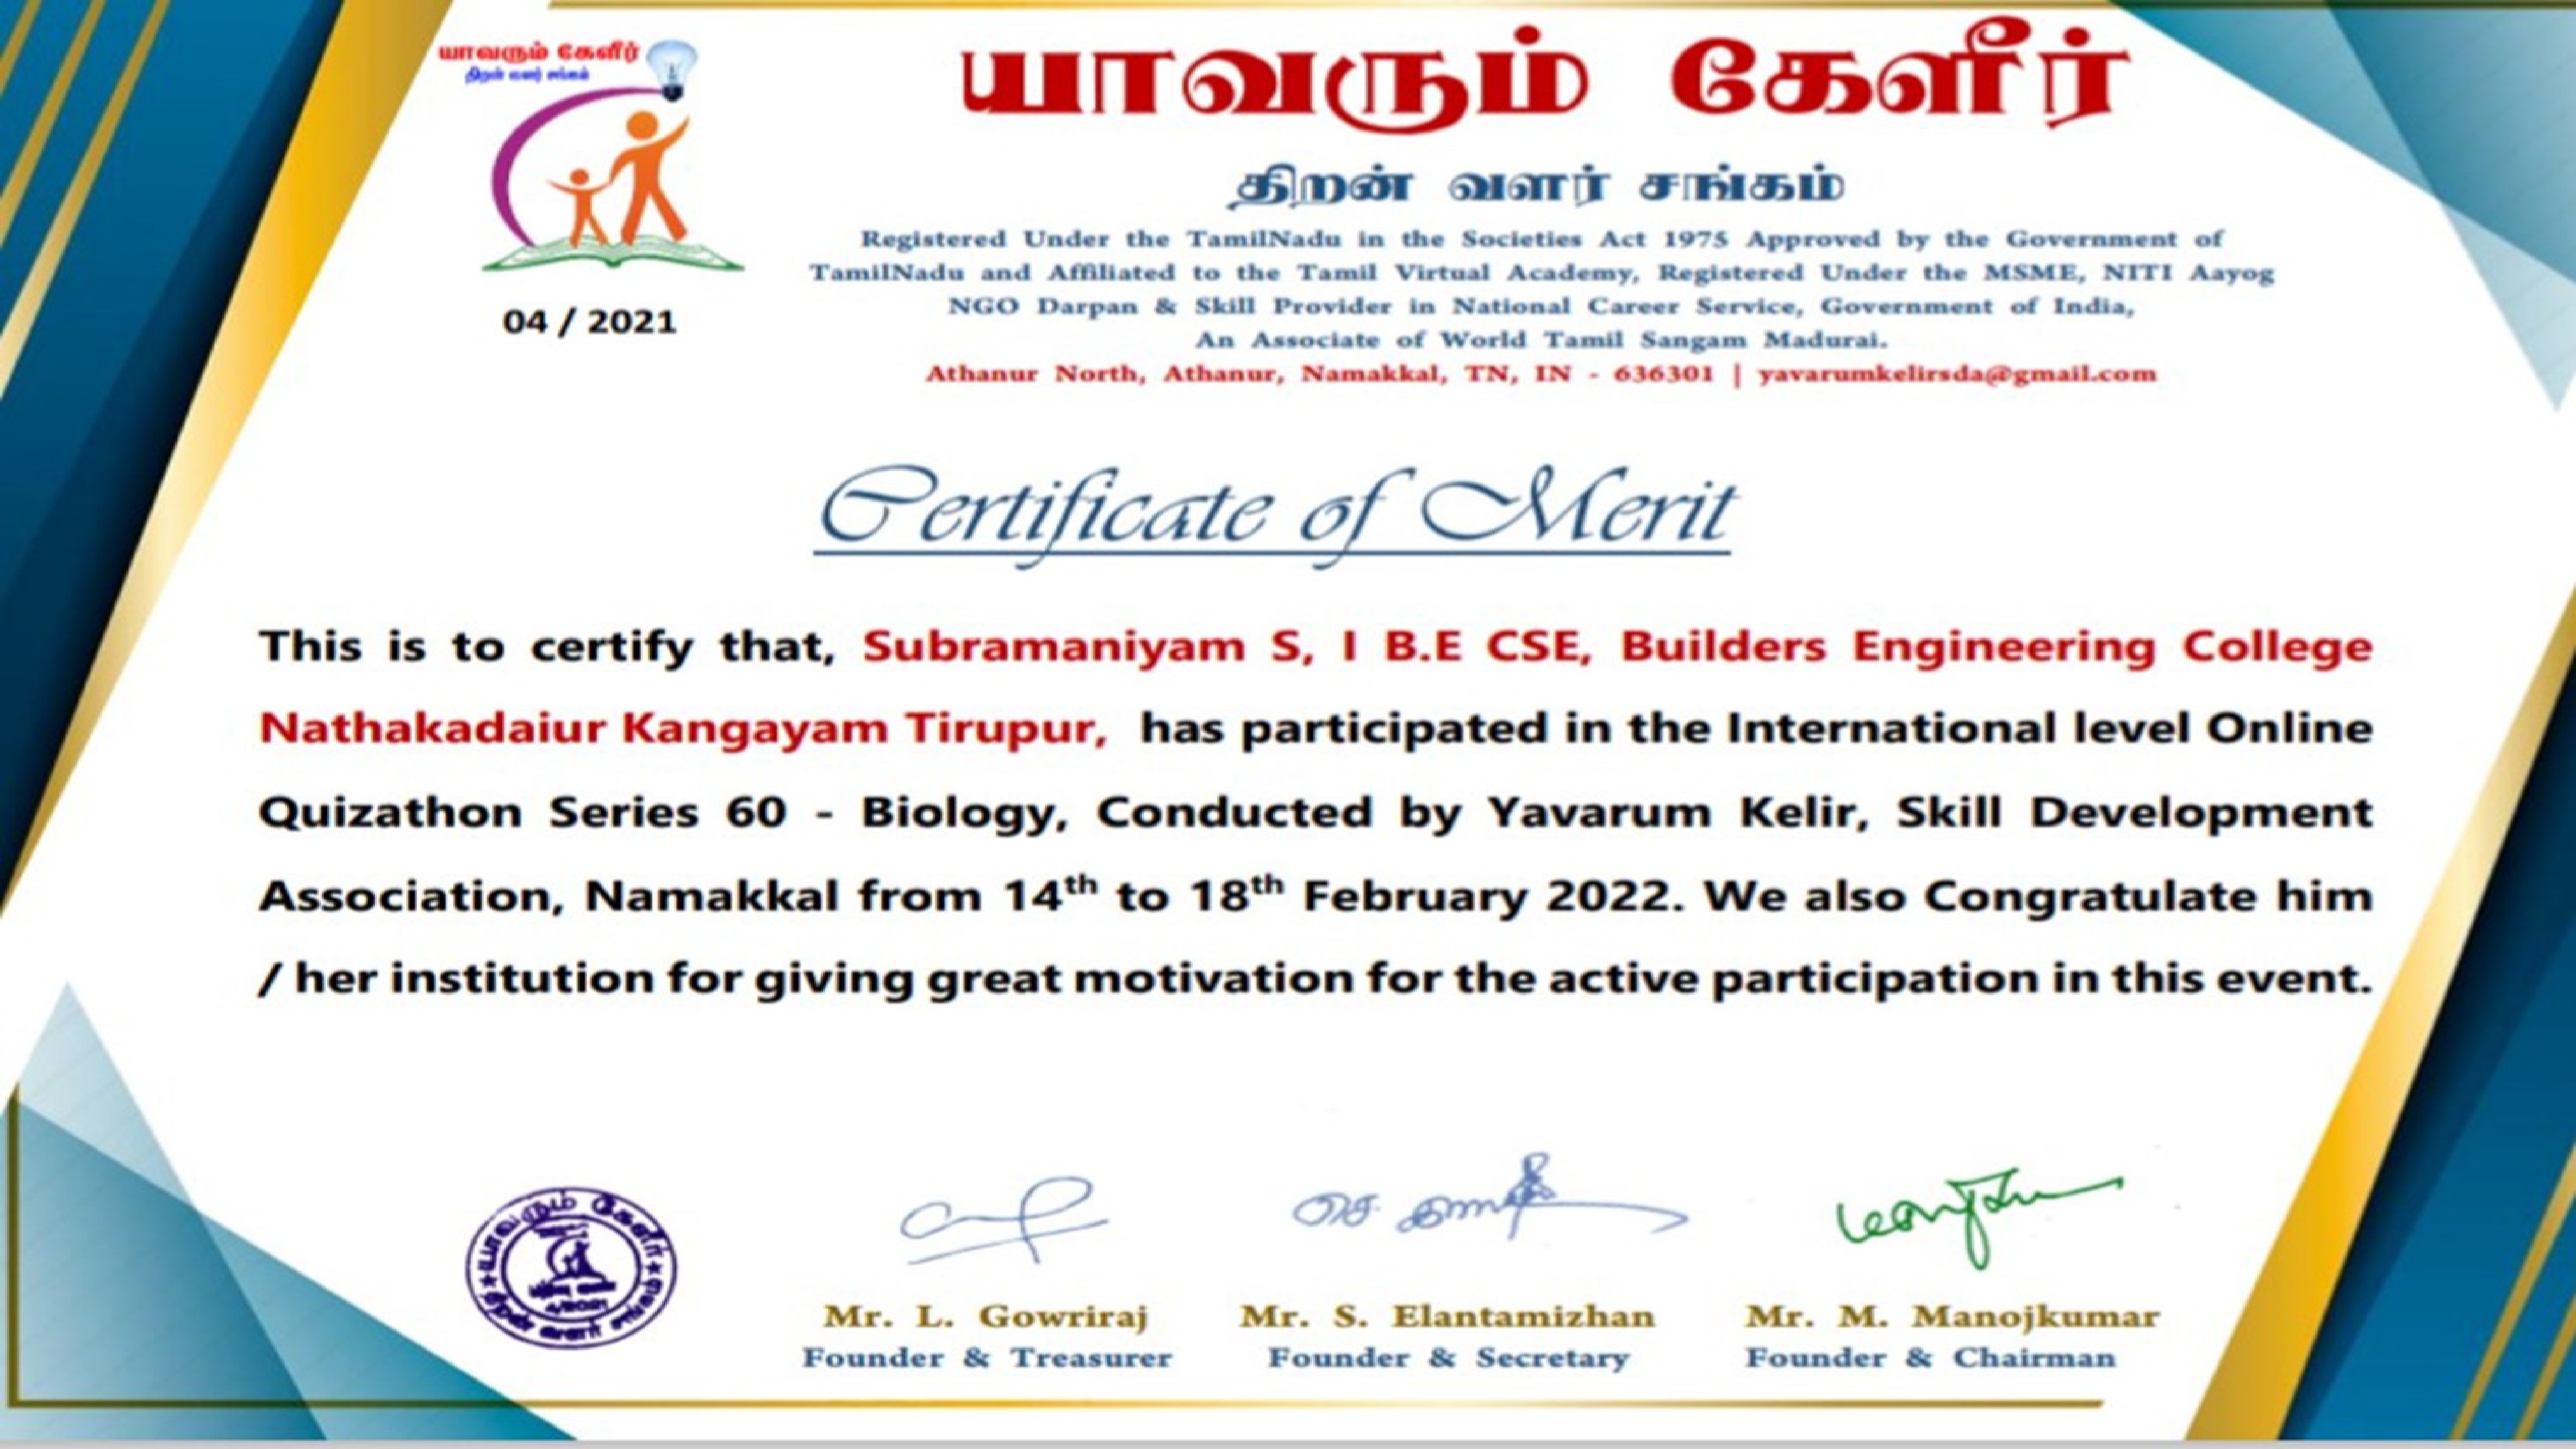 யாவரும் கேளீர்
திறன் வளர் சங்கம்
04 / 2021
யாவரும் கேளீர்
திறன் வளர் சங்கம்
Registered Under the TamilNadu in the Societies Act 1975 Approved by the Government of
TamilNadu and Affiliated to the Tamil Virtual Academy, Registered Under the MSME, NITI Aayog
NGO Darpan & Skill Provider in National Career Service, Government of India,
An Associate of World Tamil Sangam Madurai.
Athanur North, Athanur, Namakkal, TN, IN - 636301 | yavarumkelirsda@gmail.com
Certificate of Merit
This is to certify that, Subramaniyam S, I B.E CSE, Builders Engineering College
Nathakadaiur Kangayam Tirupur, has participated in the International level Online
Quizathon Series 60 - Biology, Conducted by Yavarum Kelir, Skill Development
Association, Namakkal from 14th to 18th February 2022. We also Congratulate him
/ her institution for giving great motivation for the active participation in this event.
யாவரும் கேளீர்
4/2021
திறன் வளர் சங்கம்
Mr. L. Gowriraj
Founder & Treasurer
Mr. S. Elantamizhan
Founder & Secretary
Mr. M. Manojkumar
Founder & Chairman